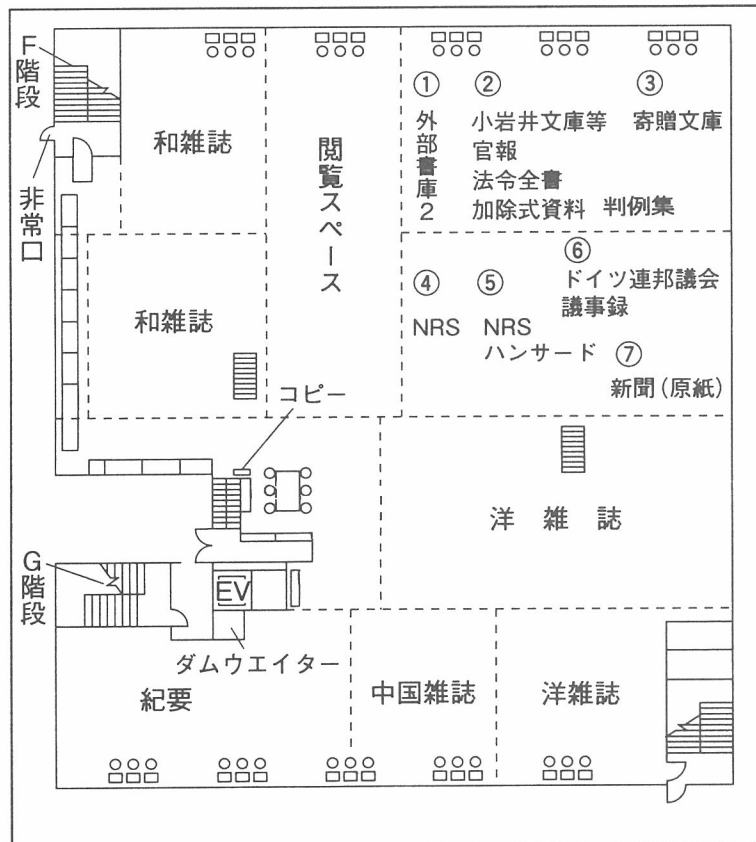 F階段
非常口
和雑誌
閲覧スペース
①
外部書庫2
②
小岩井文庫等
官報
法令全書
加除式資料 判例集
③
寄贈文庫
和雑誌
④
NRS
⑤
NRS
ハンサード
⑥
ドイツ連邦議会
議事録
⑦
新聞(原紙)
コピー
洋雑誌
G階段
EV
ダムウエイター
紀要
中国雑誌
洋雑誌